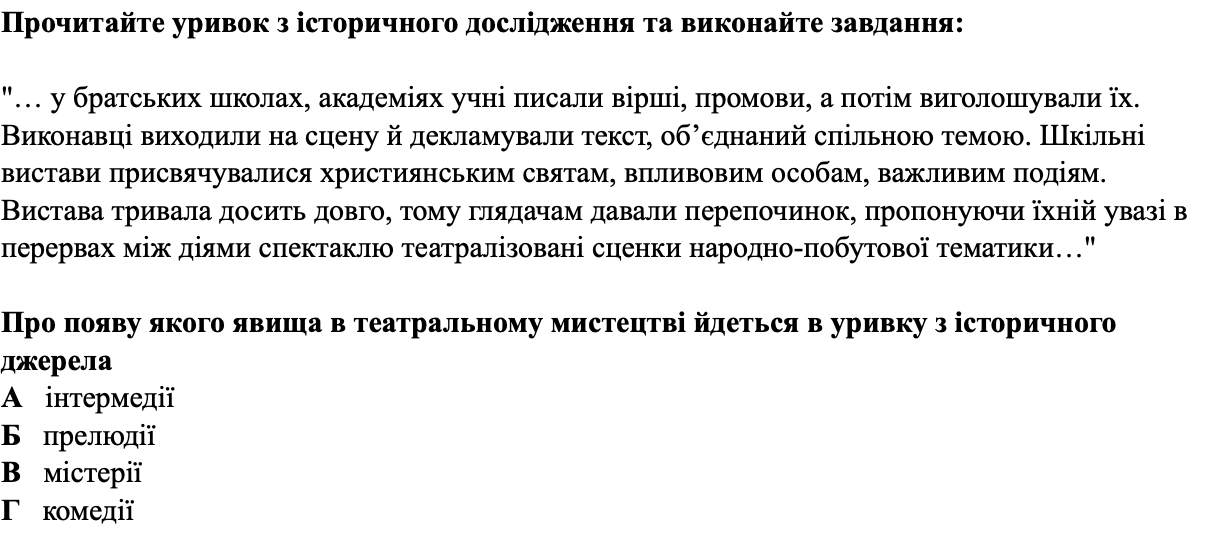 Прочитайте уривок з історичного дослідження та виконайте завдання:
"… у братських школах, академіях учні писали вірші, промови, а потім виголошували їх.
Виконавці виходили на сцену й декламували текст, об’єднаний спільною темою. Шкільні
вистави присвячувалися християнським святам, впливовим особам, важливим подіям.
Вистава тривала досить довго, тому глядачам давали перепочинок, пропонуючи їхній увазі в
перервах між діями спектаклю театралізовані сценки народно-побутової тематики…"
Про появу якого явища в театральному мистецтві йдеться в уривку з історичного
джерела
А інтермедії
Б прелюдії
В містерії
Г комедії